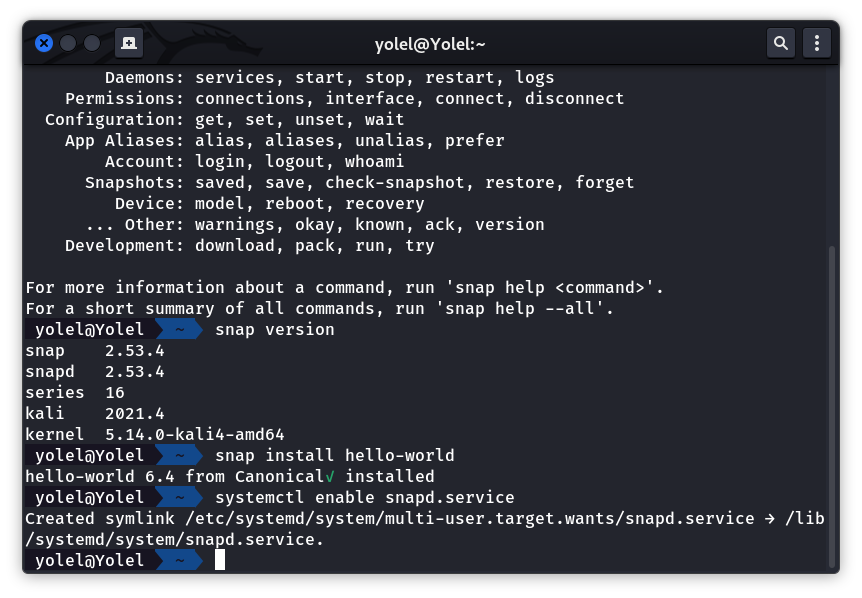 yolel@Yolel:~
Daemons: services, start, stop, restart, logs
Permissions: connections, interface, connect, disconnect
Configuration: get, set, unset, wait
App Aliases: alias, aliases, unalias, prefer
Account: login, logout, whoami
Snapshots: saved, save, check-snapshot, restore, forget
Device: model, reboot, recovery
... Other: warnings, okay, known, ack, version
Development: download, pack, run, try
For more information about a command, run 'snap help <command>'.
For a short summary of all commands, run 'snap help --all'.
yolel@Yolel ~ snap version
snap 2.53.4
snapd 2.53.4
series 16
kali 2021.4
kernel 5.14.0-kali4-amd64
yolel@Yolel ~ snap install hello-world
hello-world 6.4 from Canonical√ installed
yolel@Yolel ~ systemctl enable snapd.service
Created symlink /etc/systemd/system/multi-user.target.wants/snapd.service → /lib
/systemd/system/snapd.service.
yolel@Yolel ~